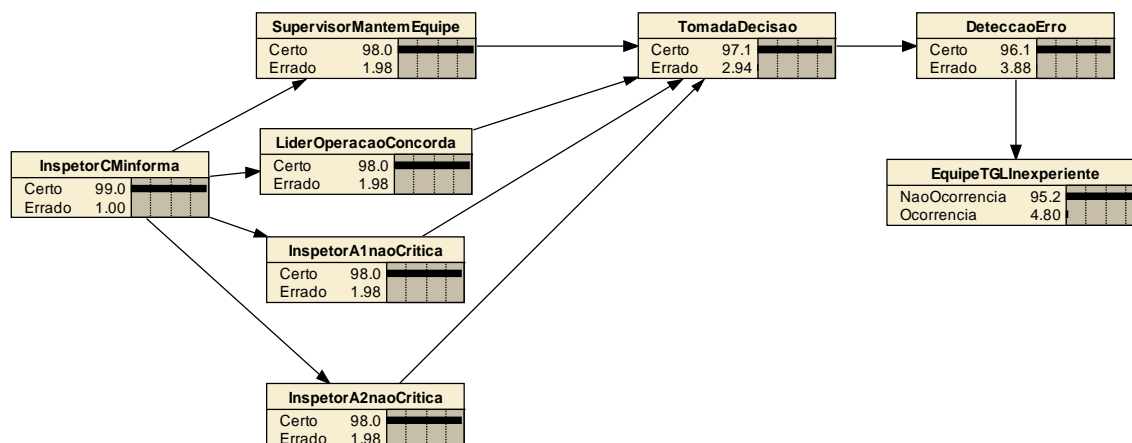 SupervisorMantemEquipe
Certo 98.0
Errado 1.98
TomadaDecisao
Certo 97.1
Errado 2.94
DeteccaoErro
Certo 96.1
Errado 3.88
LiderOperacaoConcorda
Certo 98.0
Errado 1.98
InspetorCMinforma
Certo 99.0
Errado 1.00
EquipeTGLInexperiente
NaoOcorrencia 95.2
Ocorrencia 4.80
InspetorA1naoCritica
Certo 98.0
Errado 1.98
InspetorA2naoCritica
Certo 98.0
Errado 1.98